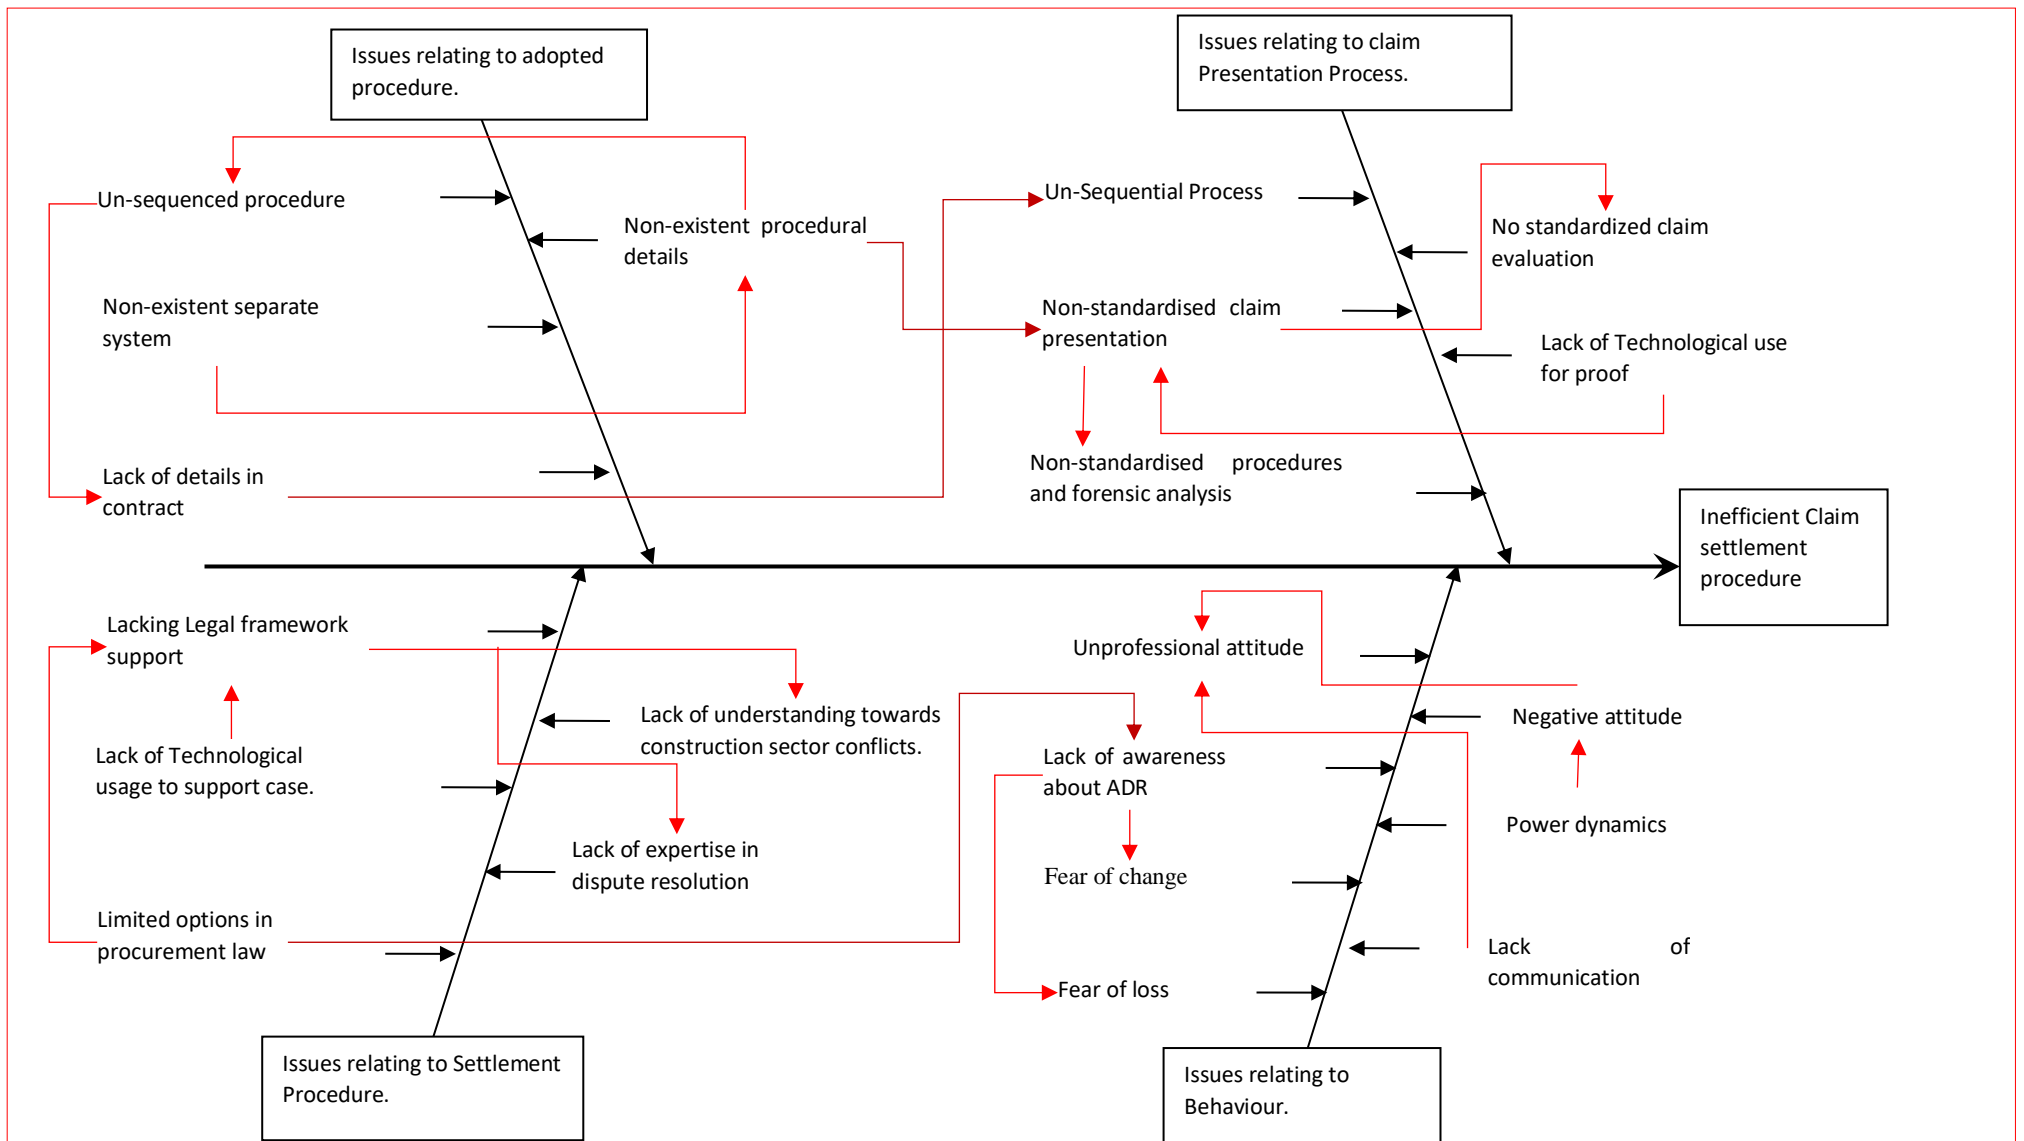 Issues relating to adopted
procedure.
Issues relating to claim
Presentation Process.
Un-sequenced procedure
Non-existent procedural
details
Non-existent separate
system
Lack of details in
contract
Un-Sequential Process
No standardized claim
evaluation
Non-standardised claim
presentation
Lack of Technological use
for proof
Non-standardised procedures
and forensic analysis
Inefficient Claim
settlement
procedure
Lacking Legal framework
support
Lack of understanding towards
construction sector conflicts.
Lack of Technological
usage to support case.
Lack of expertise in
dispute resolution
Limited options in
procurement law
Unprofessional attitude
Negative attitude
Lack of awareness
about ADR
Power dynamics
Fear of change
Lack of
communication
Fear of loss
Issues relating to Settlement
Procedure.
Issues relating to
Behaviour.